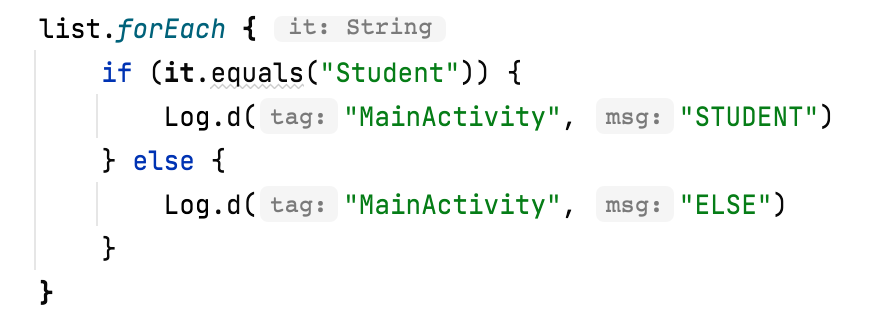 list.forEach { it: String
if (it.equals("Student")) {
Log.d( tag: "MainActivity", msg: "STUDENT")
} else {
Log.d( tag: "MainActivity", msg: "ELSE")
}
}